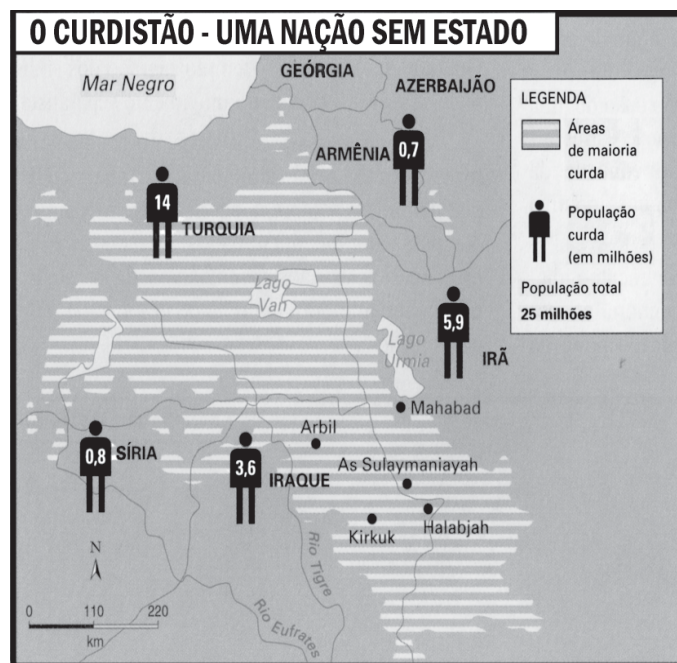 O CURDISTÃO - UMA NAÇÃO SEM ESTADO
Mar Negro
GEÓRGIA
AZERBAIJÃO
ARMÊNIA
0,7
14
TURQUIA
Lago
Van
5,9
Lago
Urmia
IRÃ
Mahabad
Arbil
0,8
SÍRIA
3,6
IRAQUE
As Sulaymaniayah
Kirkuk
Halabjah
Rio Tigre
Rio Eufrates
N
0 110 220
km
LEGENDA
Áreas
de maioria
curda
População
curda
(em milhões)
População total
25 milhões
r